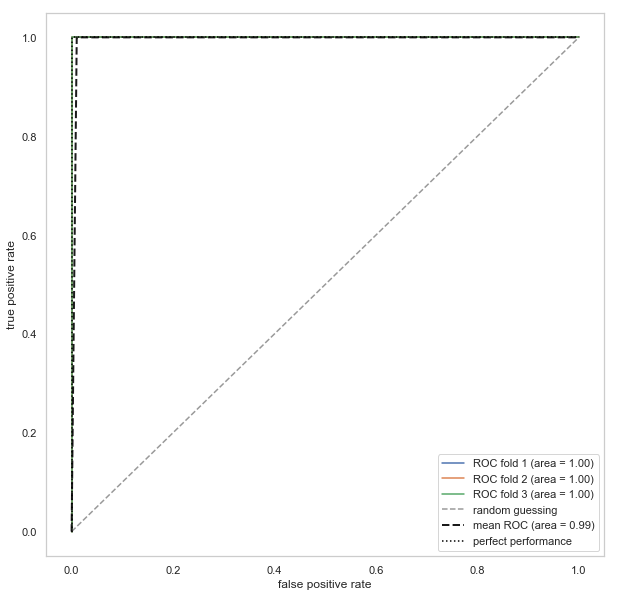 1.0
0.8
0.6
0.4
0.2
0.0
true positive rate
0.0 0.2 0.4 0.6 0.8 1.0
false positive rate
ROC fold 1 (area = 1.00)
ROC fold 2 (area = 1.00)
ROC fold 3 (area = 1.00)
random guessing
mean ROC (area = 0.99)
perfect performance